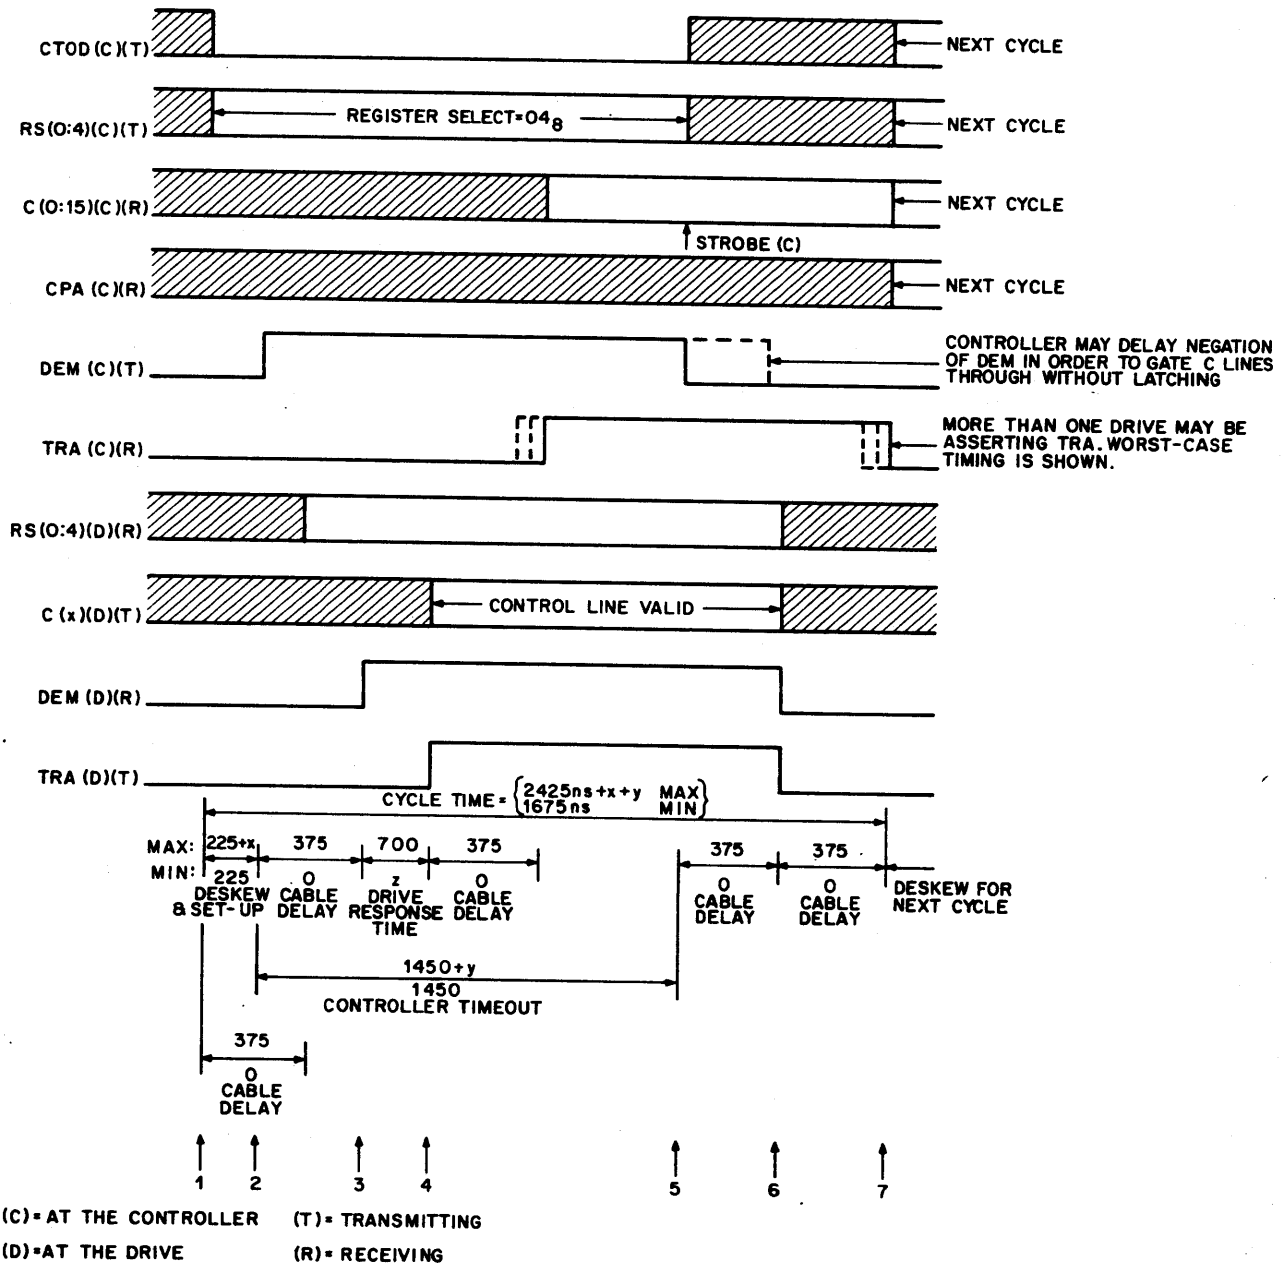 CTOD (C)(T)
NEXT CYCLE
RS(0:4)(C)(T)
REGISTER SELECT=04₈
NEXT CYCLE
C(0:15)(C)(R)
NEXT CYCLE
STROBE (C)
CPA (C)(R)
NEXT CYCLE
DEM (C)(T)
CONTROLLER MAY DELAY NEGATION
OF DEM IN ORDER TO GATE C LINES
THROUGH WITHOUT LATCHING
TRA (C)(R)
MORE THAN ONE DRIVE MAY BE
ASSERTING TRA. WORST-CASE
TIMING IS SHOWN.
RS(0:4)(D)(R)
C(x)(D)(T)
CONTROL LINE VALID
DEM (D)(R)
TRA (D)(T)
CYCLE TIME = {2425ns+x+y MAX}
{1675ns MIN}
MAX: 225+x 375 700 375 375 375
MIN: 225 0 z 0 0 0
DESKEW & SET-UP
CABLE DELAY
DRIVE RESPONSE TIME
CABLE DELAY
CABLE DELAY
CABLE DELAY
DESKEW FOR
NEXT CYCLE
1450+y
1450
CONTROLLER TIMEOUT
375
0
CABLE
DELAY
1 2 3 4 5 6 7
(C)= AT THE CONTROLLER (T)= TRANSMITTING
(D)=AT THE DRIVE (R)= RECEIVING